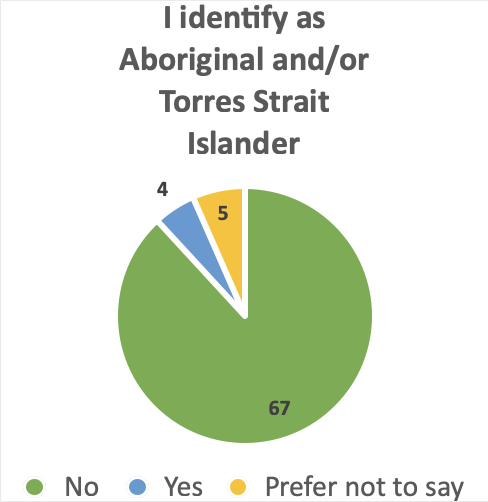 I identify as
Aboriginal and/or
Torres Strait
Islander
4
5
67
No Yes Prefer not to say